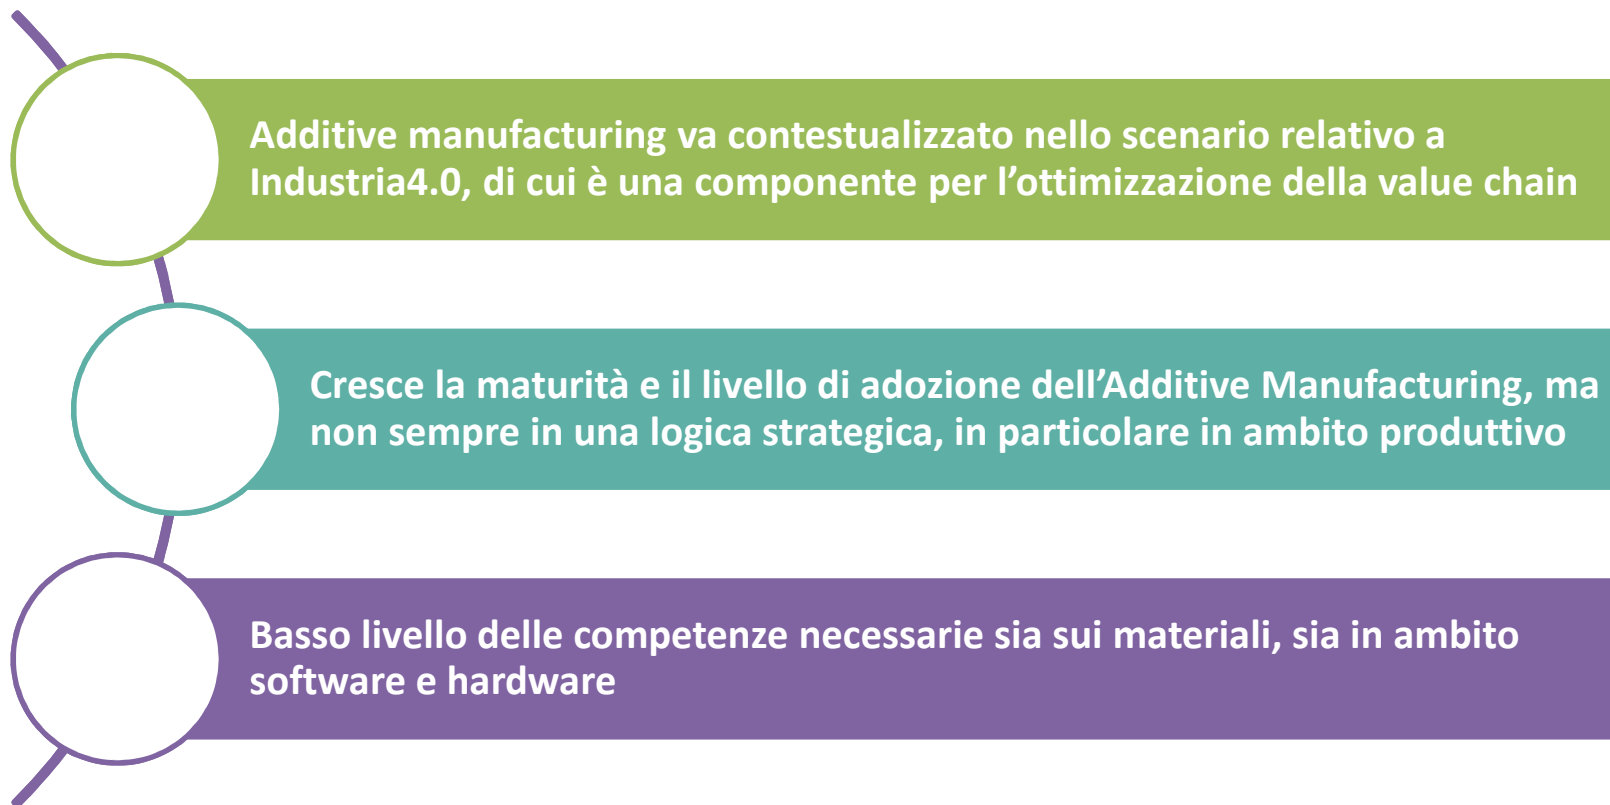 Additive manufacturing va contestualizzato nello scenario relativo a
Industria4.0, di cui è una componente per l’ottimizzazione della value chain
Cresce la maturità e il livello di adozione dell’Additive Manufacturing, ma
non sempre in una logica strategica, in particolare in ambito produttivo
Basso livello delle competenze necessarie sia sui materiali, sia in ambito
software e hardware